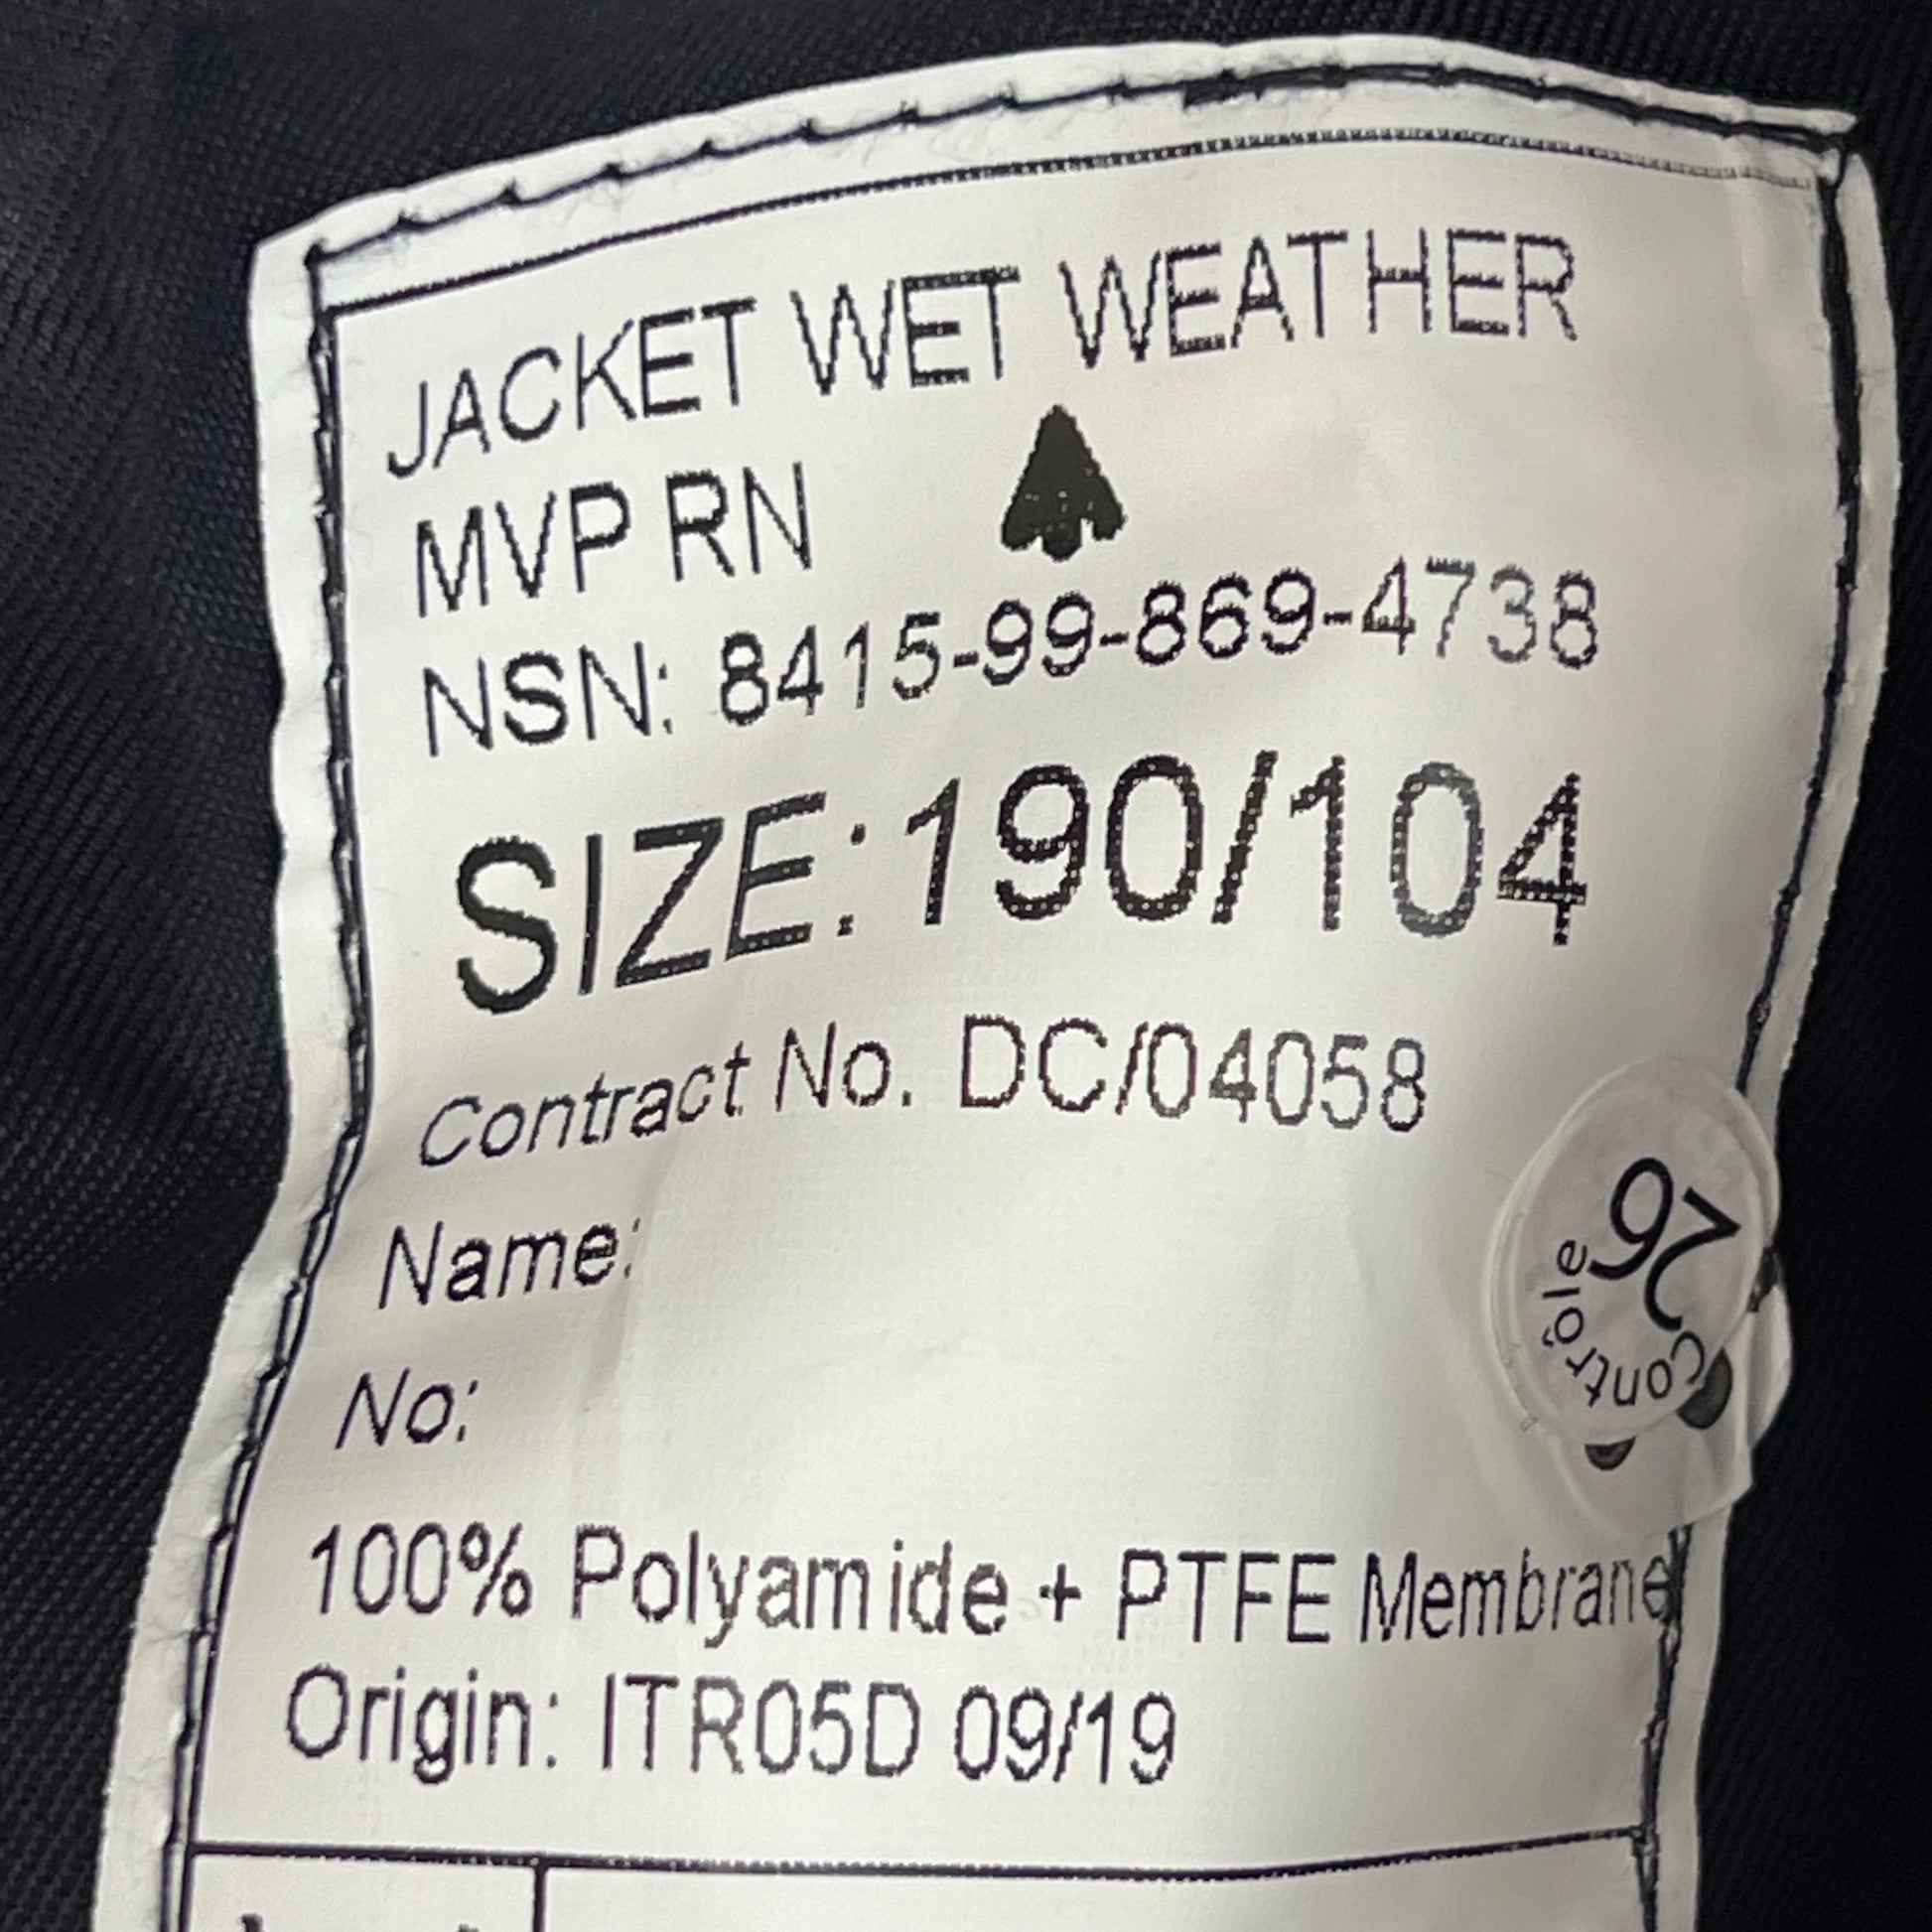 JACKET WET WEATHER
MVP RN
NSN: 8415-99-869-4738
SIZE: 190/104
Contract No. DC/04058
Name:
No:
26
Contrôle
100% Polyamide + PTFE Membrane
Origin: ITR05D 09/19